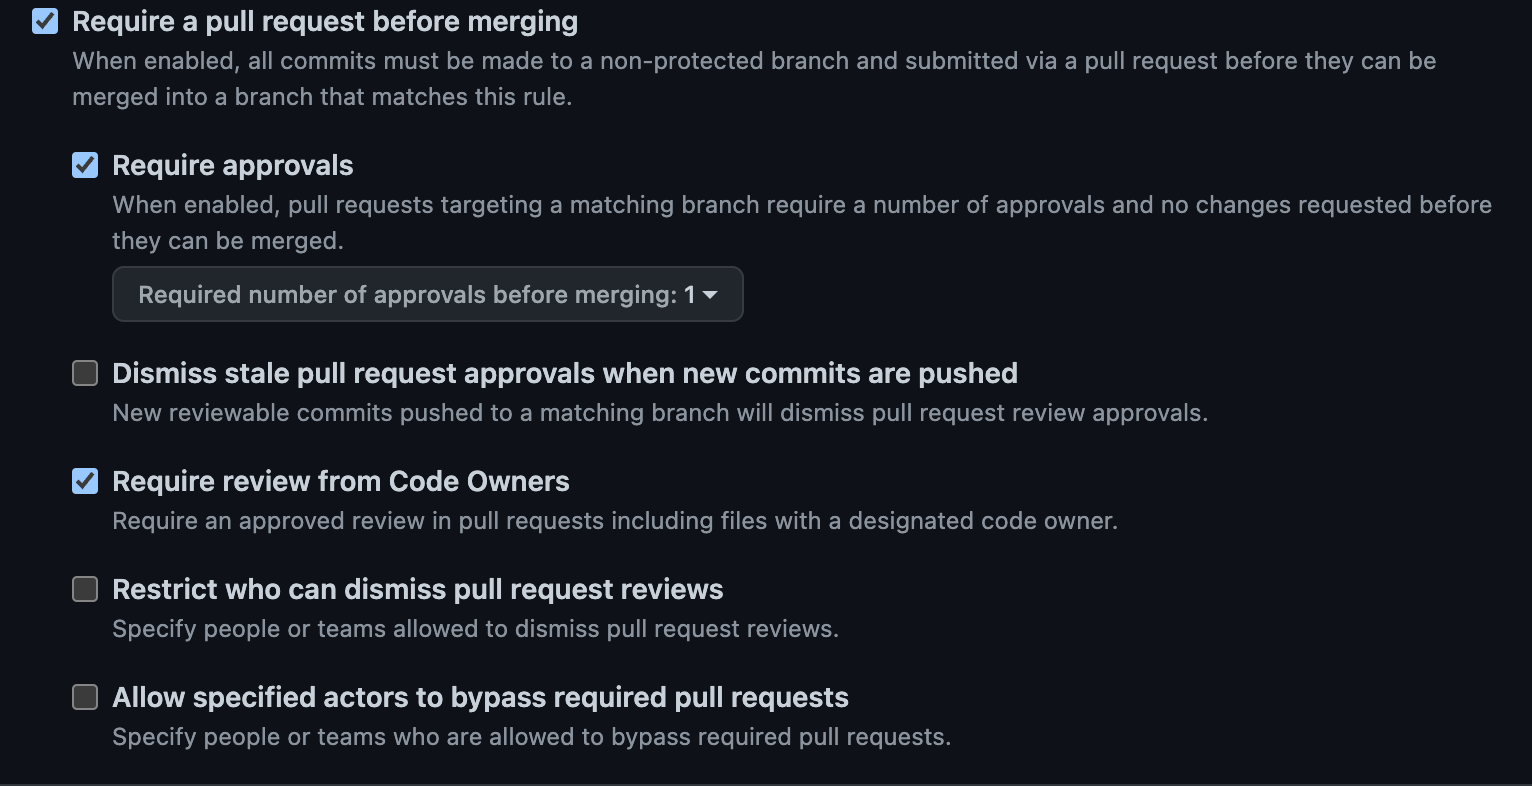 Require a pull request before merging
When enabled, all commits must be made to a non-protected branch and submitted via a pull request before they can be
merged into a branch that matches this rule.
Require approvals
When enabled, pull requests targeting a matching branch require a number of approvals and no changes requested before
they can be merged.
Required number of approvals before merging: 1
Dismiss stale pull request approvals when new commits are pushed
New reviewable commits pushed to a matching branch will dismiss pull request review approvals.
Require review from Code Owners
Require an approved review in pull requests including files with a designated code owner.
Restrict who can dismiss pull request reviews
Specify people or teams allowed to dismiss pull request reviews.
Allow specified actors to bypass required pull requests
Specify people or teams who are allowed to bypass required pull requests.